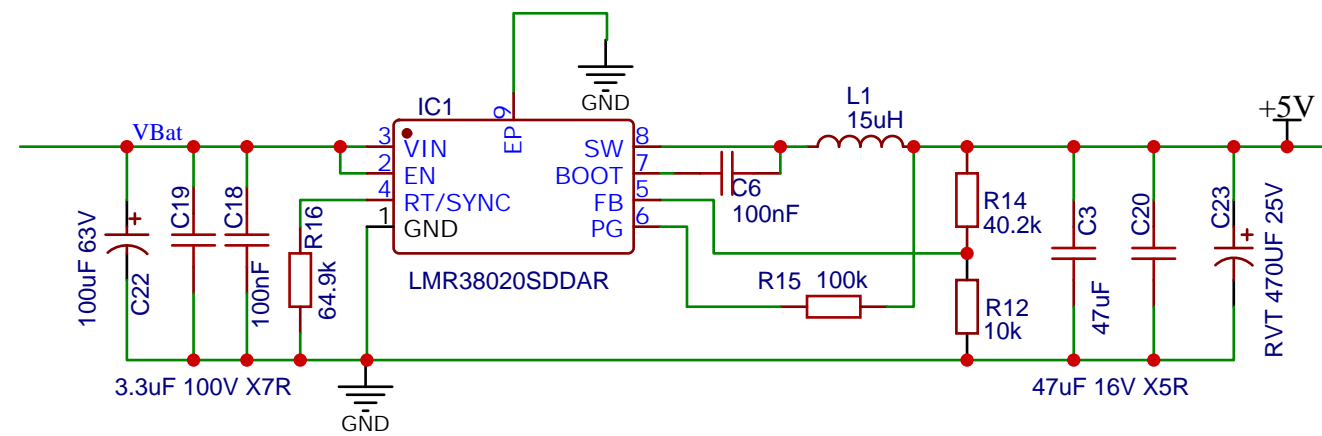 GND
IC1
EP 9
L1
15uH
+5V
VBat
3
VIN
SW
8
2
EN
BOOT
7
4
RT/SYNC
FB
5
1
GND
PG
6
LMR38020SDDAR
C6
100nF
R14
40.2k
R15
100k
R12
10k
100uF 63V
C22
C19
C18
100nF
R16
64.9k
C3
47uF
C20
C23
RVT 470UF 25V
3.3uF 100V X7R
GND
47uF 16V X5R